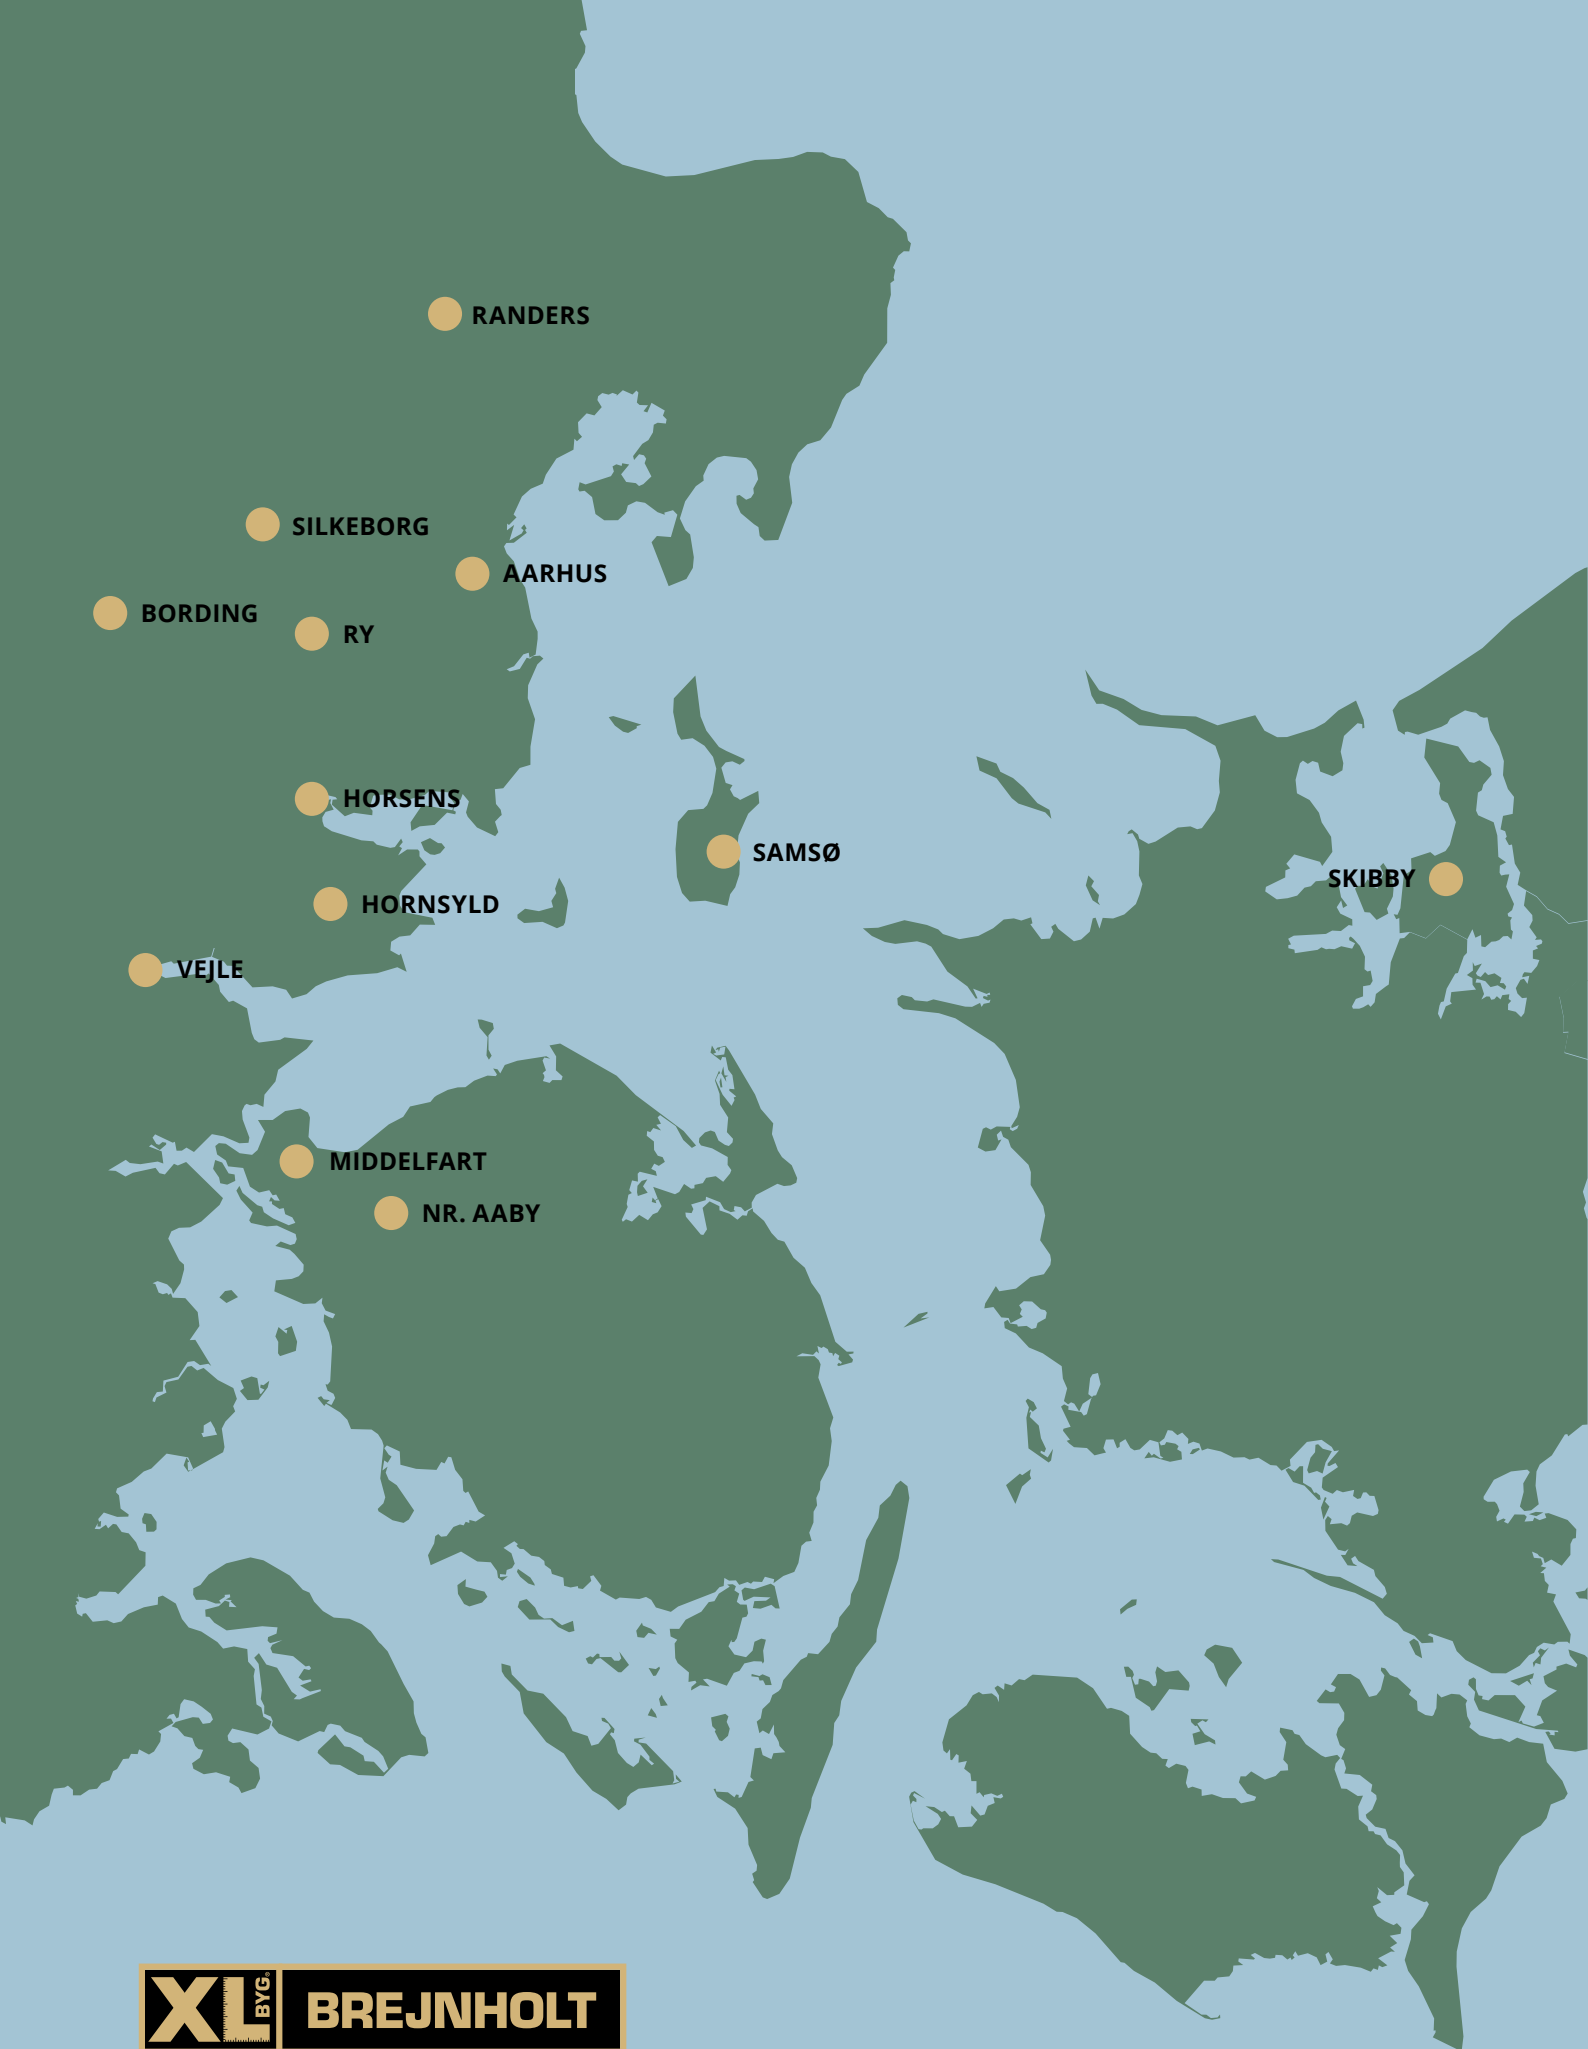 RANDERS
SILKEBORG
AARHUS
BORDING
RY
HORSENS
SAMSØ
SKIBBY
HORNSYLD
VEJLE
MIDDELFART
NR. AABY
XL BYG® BREJNHOLT